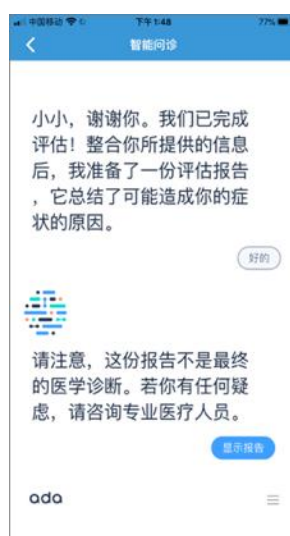 中国移动 下午 1:48 77%
智能问诊
小小，谢谢你。我们已完成
评估！整合你所提供的信息
后，我准备了一份评估报告
，它总结了可能造成你的症
状的原因。
好的
请注意，这份报告不是最终
的医学诊断。若你有任何疑
虑，请咨询专业医疗人员。
显示报告
ada